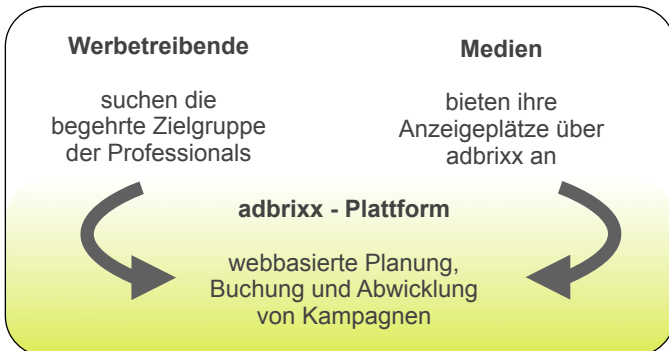 Werbetreibende
suchen die
begehrte Zielgruppe
der Professionals
Medien
bieten ihre
Anzeigeplätze über
adbrixx an
adbrixx - Plattform
webbasierte Planung,
Buchung und Abwicklung
von Kampagnen